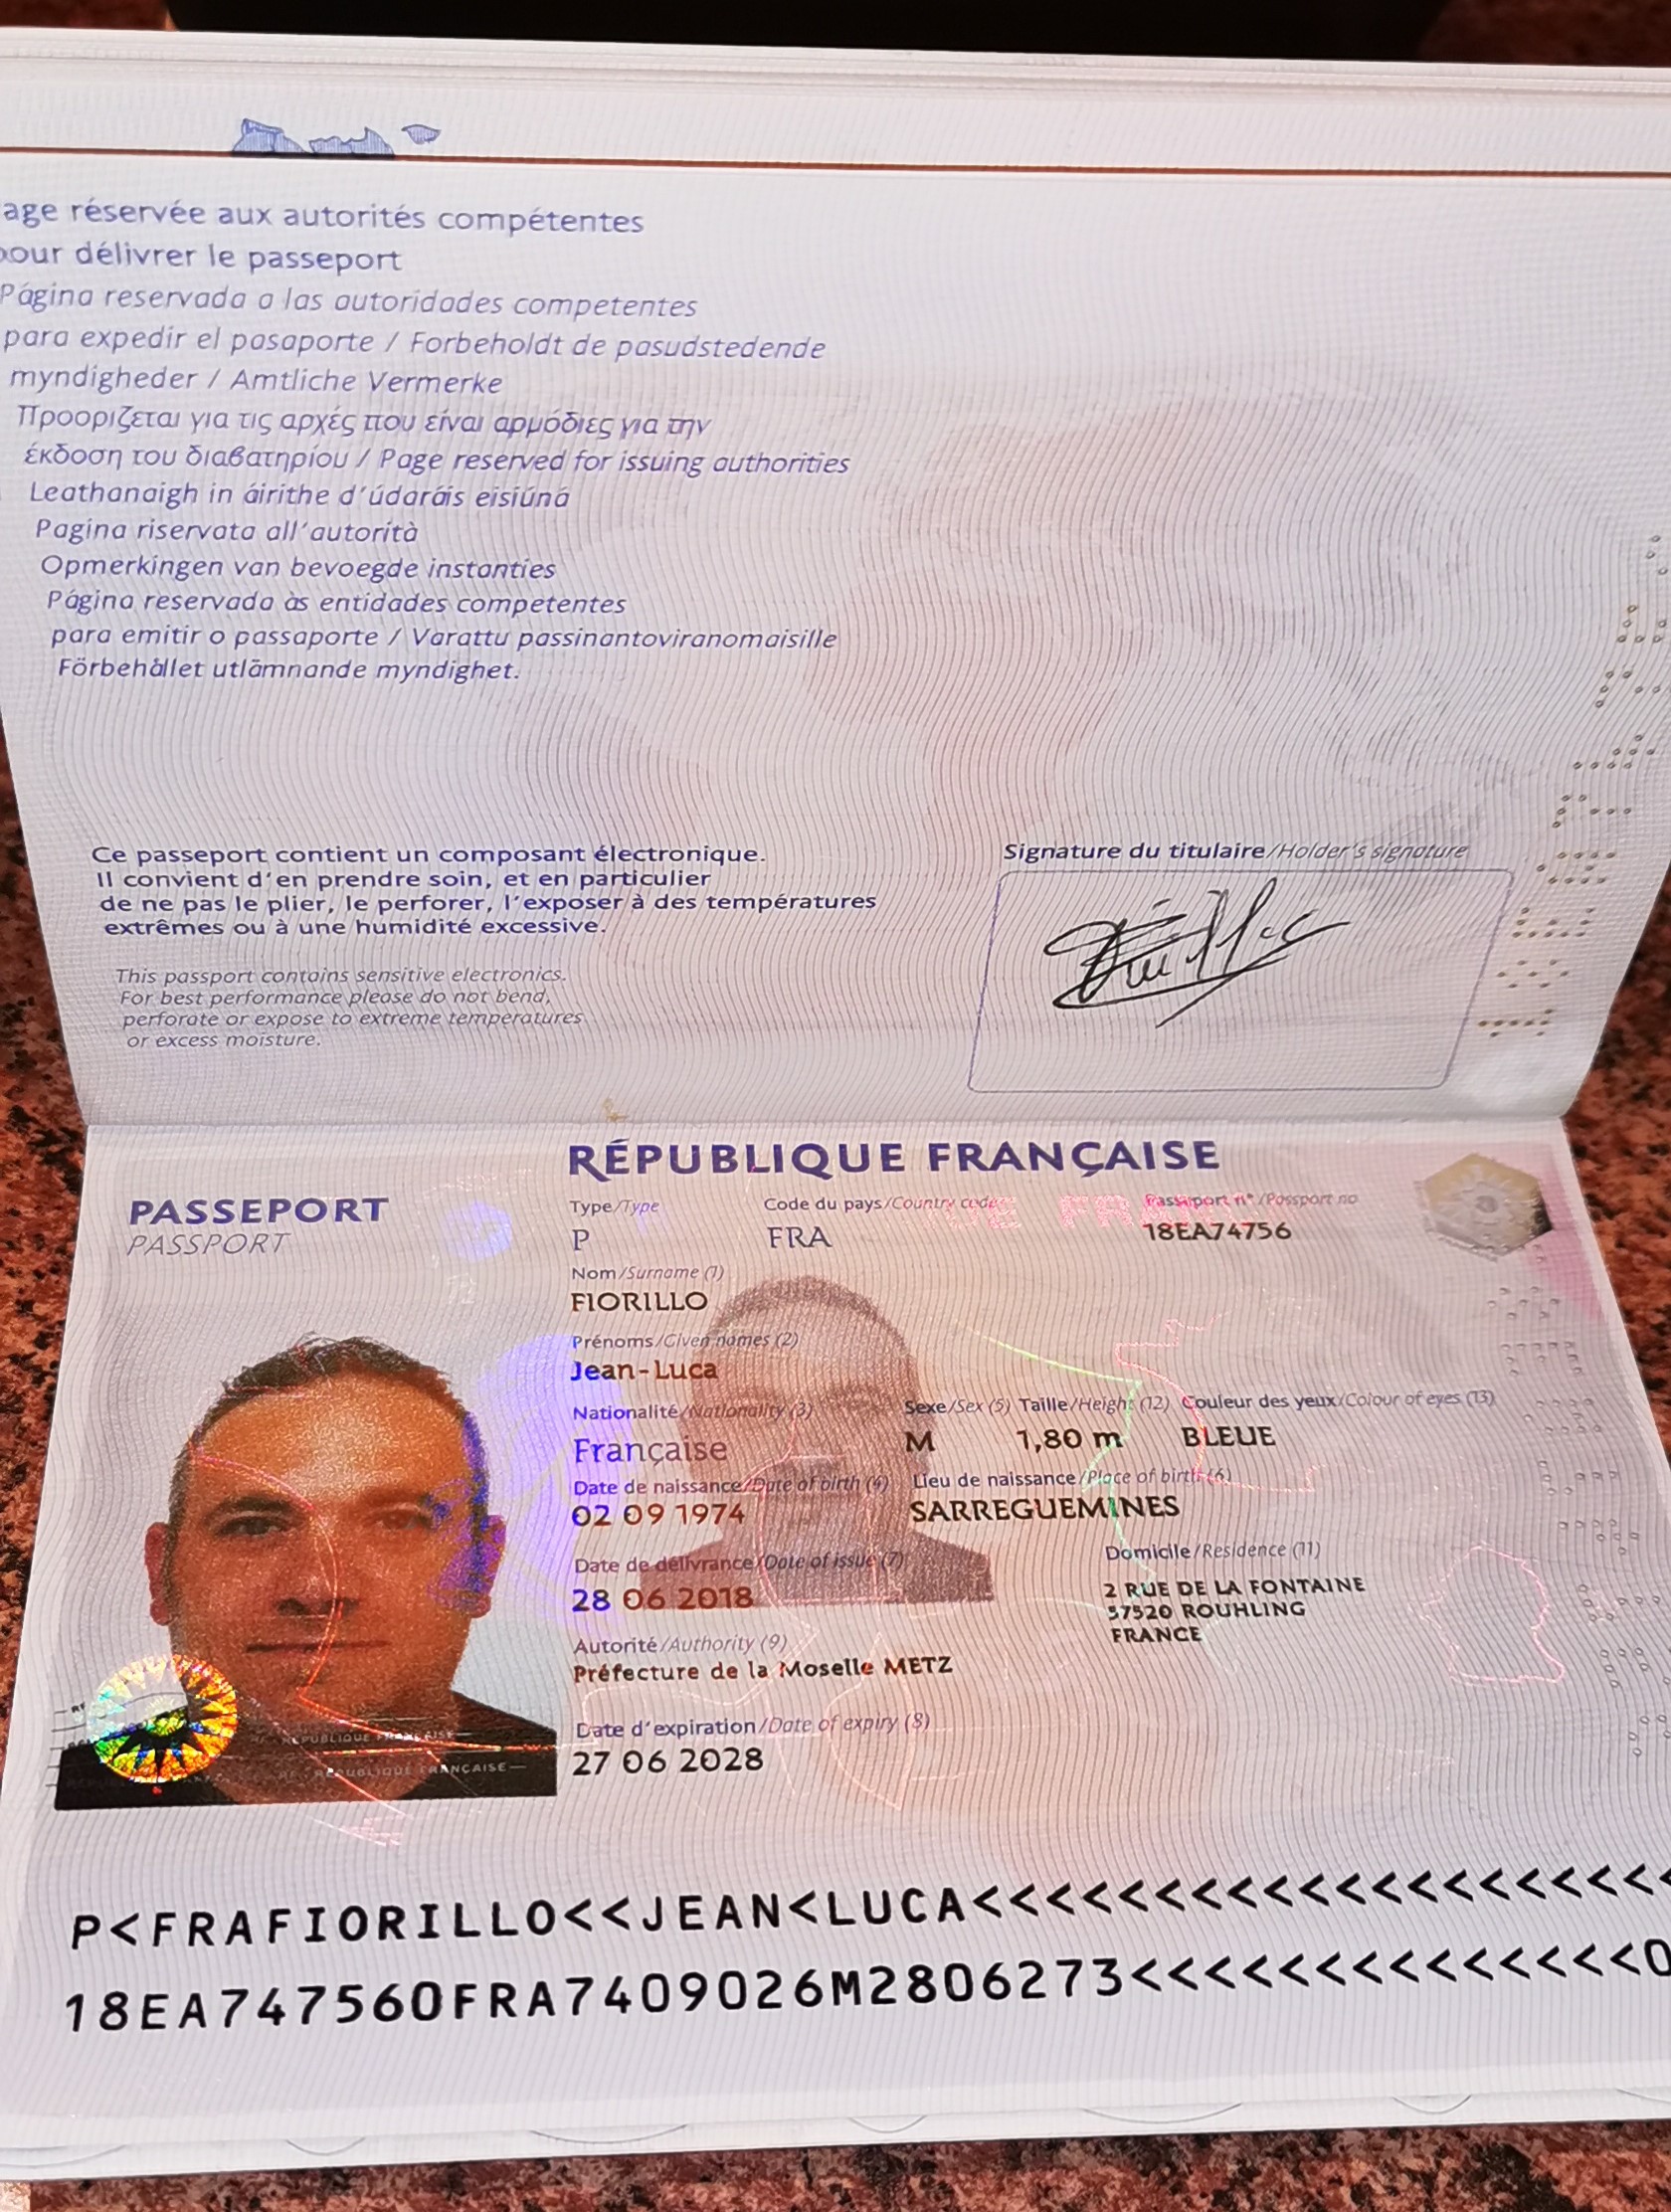 age réservée aux autorités compétentes
pour délivrer le passeport
Página reservada a las autoridades competentes
para expedir el pasaporte / Forbeholdt de pasudstedende
myndigheder / Amtliche Vermerke
Προορίζεται για τις αρχές που είναι αρμόδιες για την
έκδοση του διαβατηρίου / Page reserved for issuing authorities
Leathanaigh in áirithe d'údaráis eisiúná
Pagina riservata all'autorità
Opmerkingen van bevoegde instanties
Página reservada às entidades competentes
para emitir o passaporte / Varattu passinantoviranomaisille
Förbehållet utlämnande myndighet.
Ce passeport contient un composant électronique.
Il convient d'en prendre soin, et en particulier
de ne pas le plier, le perforer, l'exposer à des températures
extrêmes ou à une humidité excessive.
This passport contains sensitive electronics.
For best performance please do not bend,
perforate or expose to extreme temperatures
or excess moisture.
Signature du titulaire/Holder's signature
RÉPUBLIQUE FRANÇAISE
PASSEPORT
PASSPORT
Type/Type Code du pays/Country code Passeport n°/Passport no
P FRA 18EA74756
Nom/Surname (1)
FIORILLO
Prénoms/Given names (2)
Jean-Luca
Nationalité/Nationality (3) Sexe/Sex (5) Taille/Height (12) Couleur des yeux/Colour of eyes (13)
Française M 1,80 m BLEUE
Date de naissance/Date of birth (4) Lieu de naissance/Place of birth (6)
02 09 1974 SARREGUEMINES
Date de délivrance/Date of issue (7) Domicile/Residence (11)
28 06 2018 2 RUE DE LA FONTAINE
57520 ROUHLING
FRANCE
Autorité/Authority (9)
Préfecture de la Moselle METZ
Date d'expiration/Date of expiry (8)
27 06 2028
RÉPUBLIQUE FRANÇAISE
RÉPUBLIQUE FRANÇAISE
P<FRAFIORILLO<<JEAN<LUCA<<<<<<<<<<<<<<<<<<<
18EA747560FRA7409026M2806273<<<<<<<<<<<<<<0